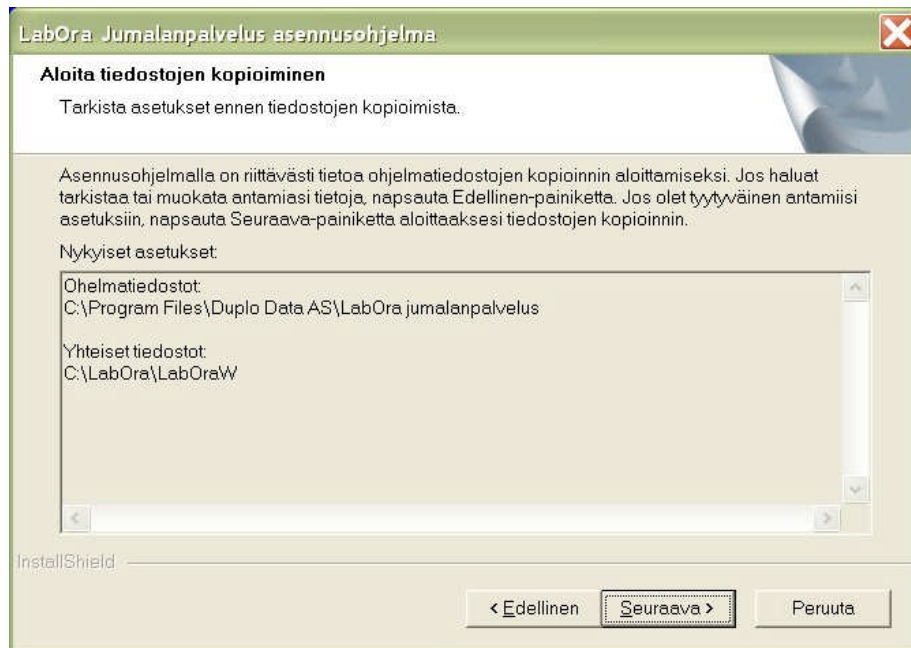 LabOra Jumalanpalvelus asennusohjelma
Aloita tiedostojen kopioiminen
Tarkista asetukset ennen tiedostojen kopioimista.
Asennusohjelmalla on riittävästi tietoa ohjelmatiedostojen kopioinnin aloittamiseksi. Jos haluat
tarkistaa tai muokata antamiasi tietoja, napsauta Edellinen-painiketta. Jos olet tyytyväinen antamiisi
asetuksiin, napsauta Seuraava-painiketta aloittaaksesi tiedostojen kopioinnin.
Nykyiset asetukset:
Ohelmatiedostot:
C:\Program Files\Duplo Data AS\LabOra jumalanpalvelus
Yhteiset tiedostot:
C:\LabOra\LabOraW
InstallShield
< Edellinen
Seuraava >
Peruuta